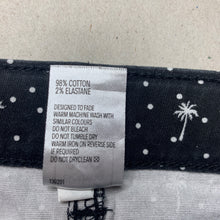 98% COTTON
2% ELASTANE
DESIGNED TO FADE
WARM MACHINE WASH WITH
SIMILAR COLOURS
DO NOT BLEACH
DO NOT TUMBLE DRY
WARM IRON ON REVERSE SIDE
IF REQUIRED
DO NOT DRYCLEAN